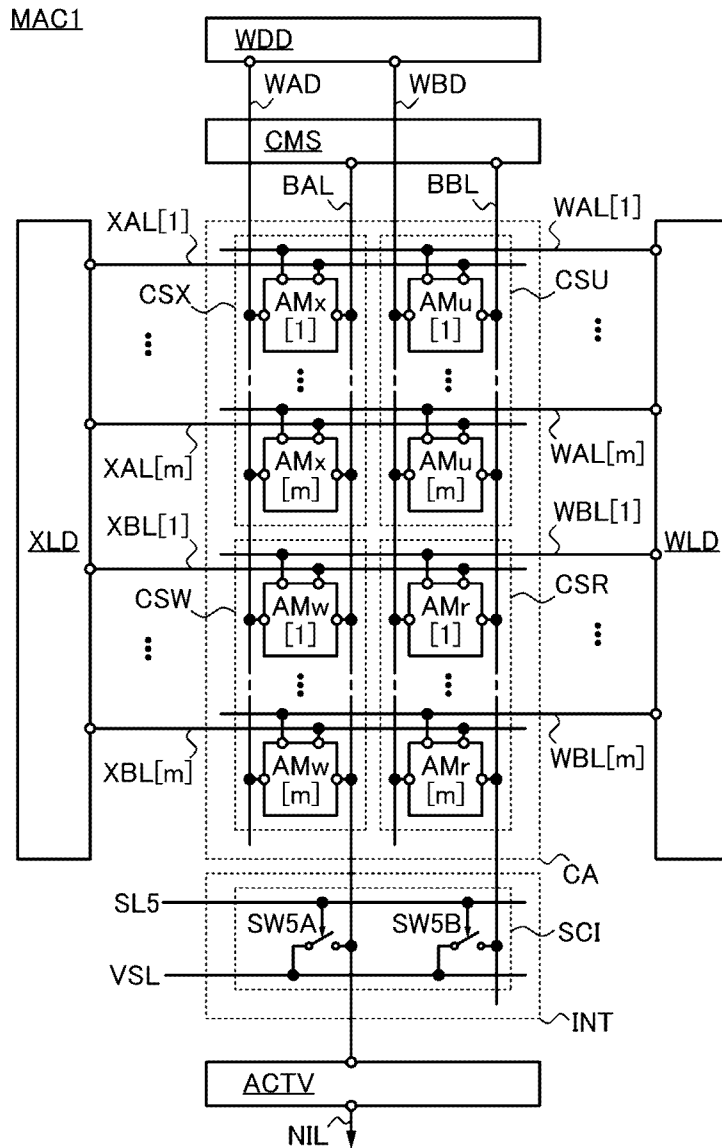 MAC1
WDD
WAD
WBD
CMS
BAL
BBL
XAL[1]
WAL[1]
CSX
AMx
[1]
AMu
[1]
CSU
XAL[m]
AMx
[m]
AMu
[m]
WAL[m]
XLD
XBL[1]
WBL[1]
WLD
CSW
AMw
[1]
AMr
[1]
CSR
XBL[m]
AMw
[m]
AMr
[m]
WBL[m]
CA
SL5
SW5A
SW5B
SCI
VSL
INT
ACTV
NIL